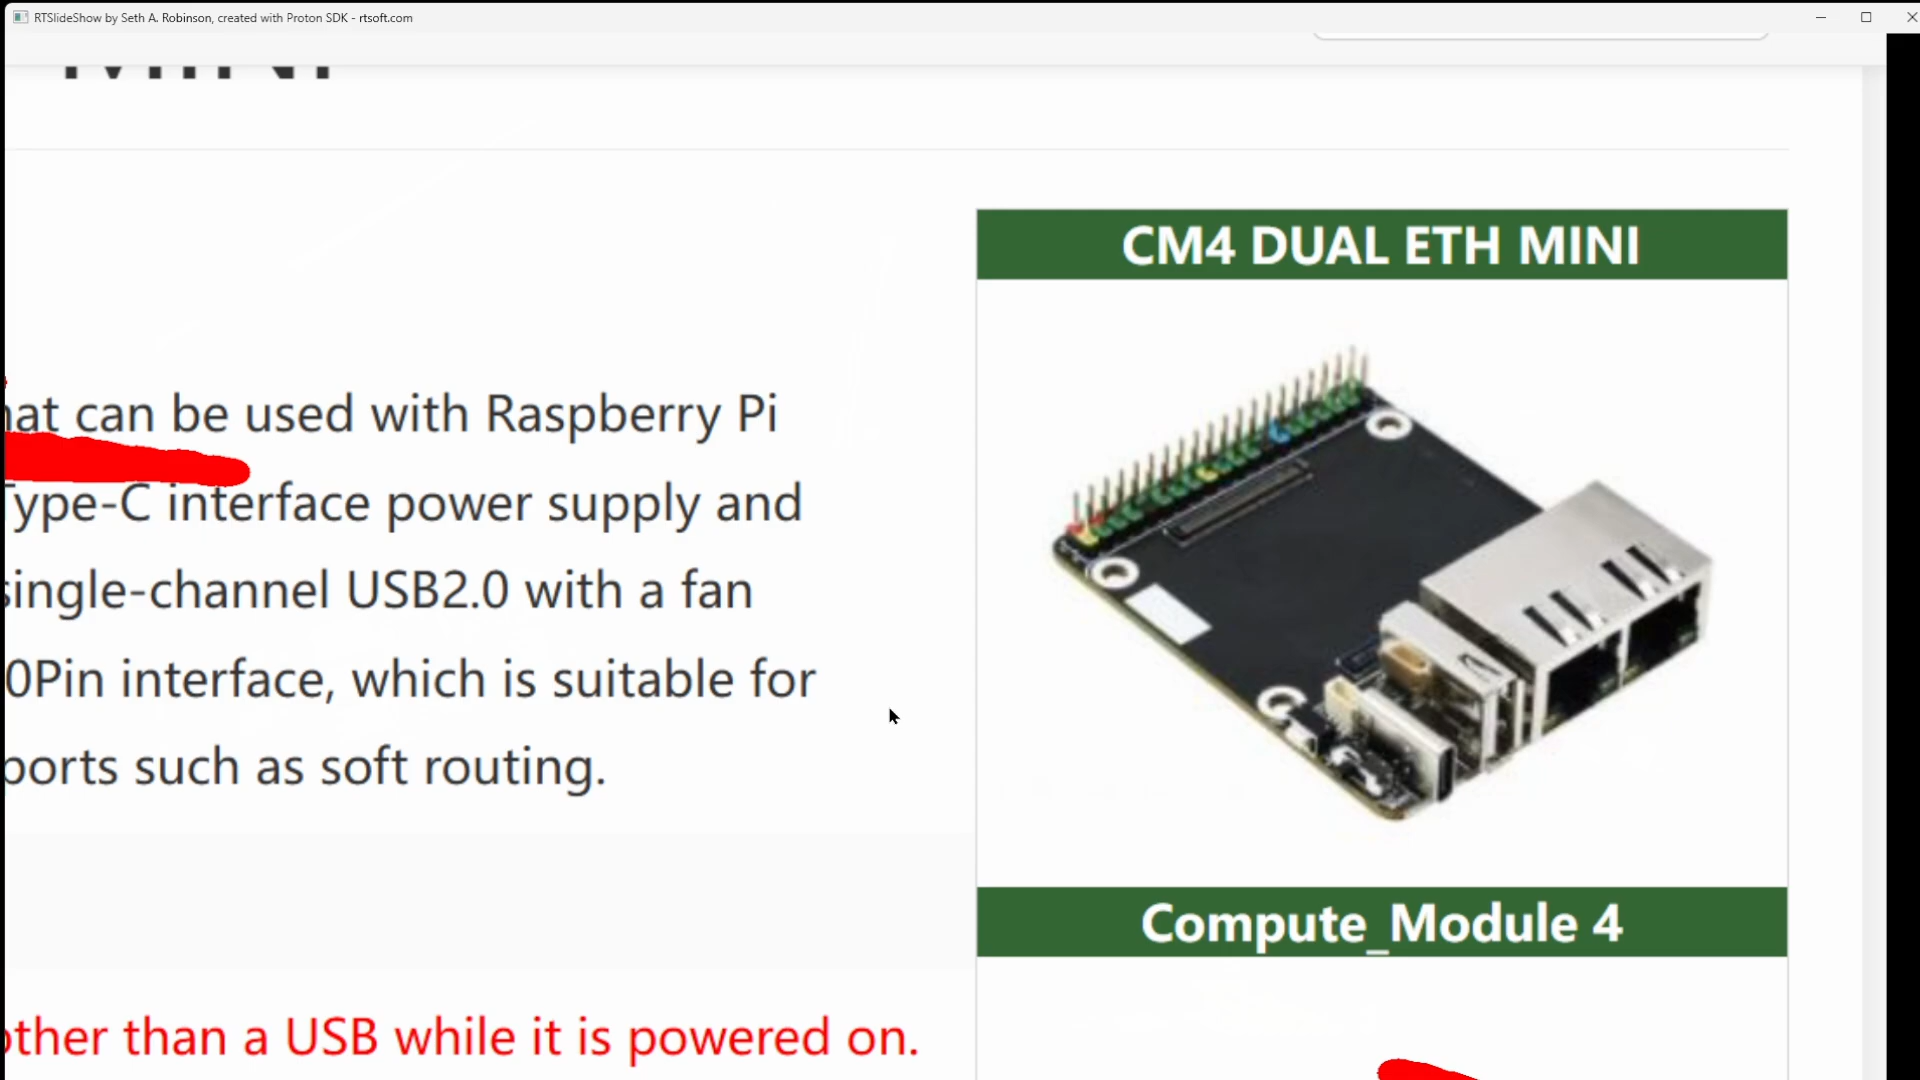 RTSlideShow by Seth A. Robinson, created with Proton SDK - rtsoft.com
MINI
CM4 DUAL ETH MINI
hat can be used with Raspberry Pi
Type-C interface power supply and
single-channel USB2.0 with a fan
0Pin interface, which is suitable for
ports such as soft routing.
Compute_Module 4
other than a USB while it is powered on.